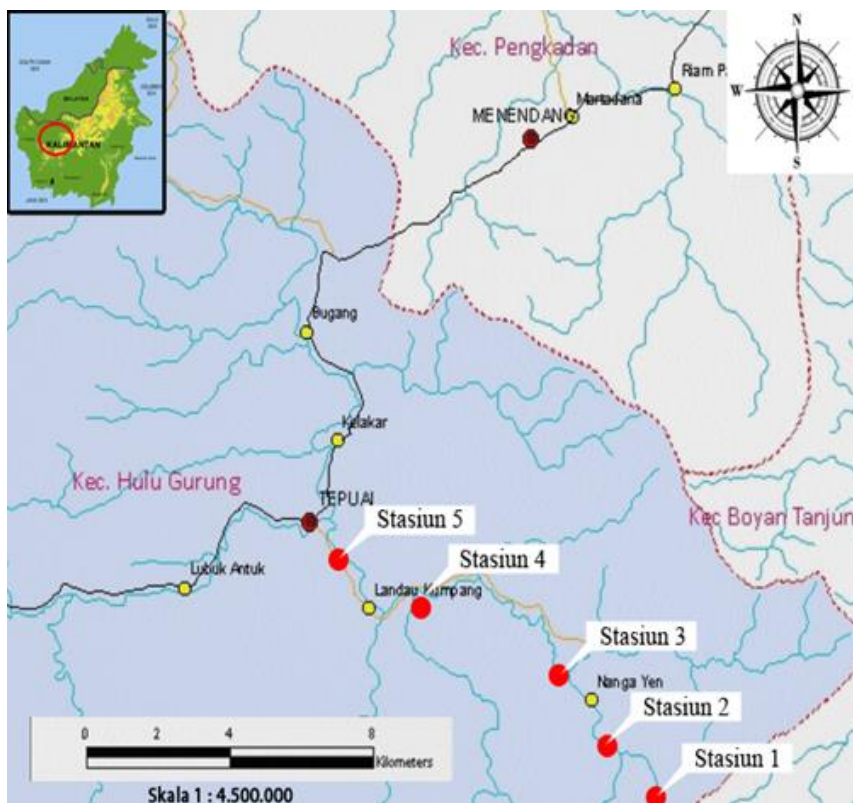 KALIMANTAN
N
W
E
S
Kec. Pengkadan
Riam P
Martadana
MENENDANG
Bugang
Kelakar
Kec. Hulu Gurung
TEPUAI
Kec Boyan Tanjun
Stasiun 5
Stasiun 4
Lubuk Antuk
Landau Kumpang
Stasiun 3
Nanga Yen
Stasiun 2
Stasiun 1
0 4 8
Kilometers
Skala 1 : 4.500.000